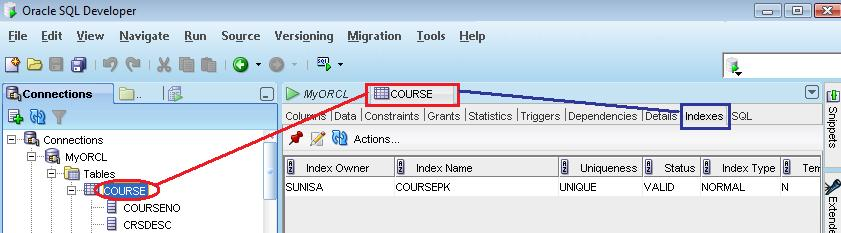 Oracle SQL Developer
File Edit View Navigate Run Source Versioning Migration Tools Help
SQL
Connections
..
MyORCL
COURSE
Columns Data Constraints Grants Statistics Triggers Dependencies Details Indexes SQL
Actions...
Index Owner Index Name Uniqueness Status Index Type Tem
SUNISA COURSEPK UNIQUE VALID NORMAL N
Connections
MyORCL
Tables
COURSE
COURSENO
CRSDESC
Snippets
Extende